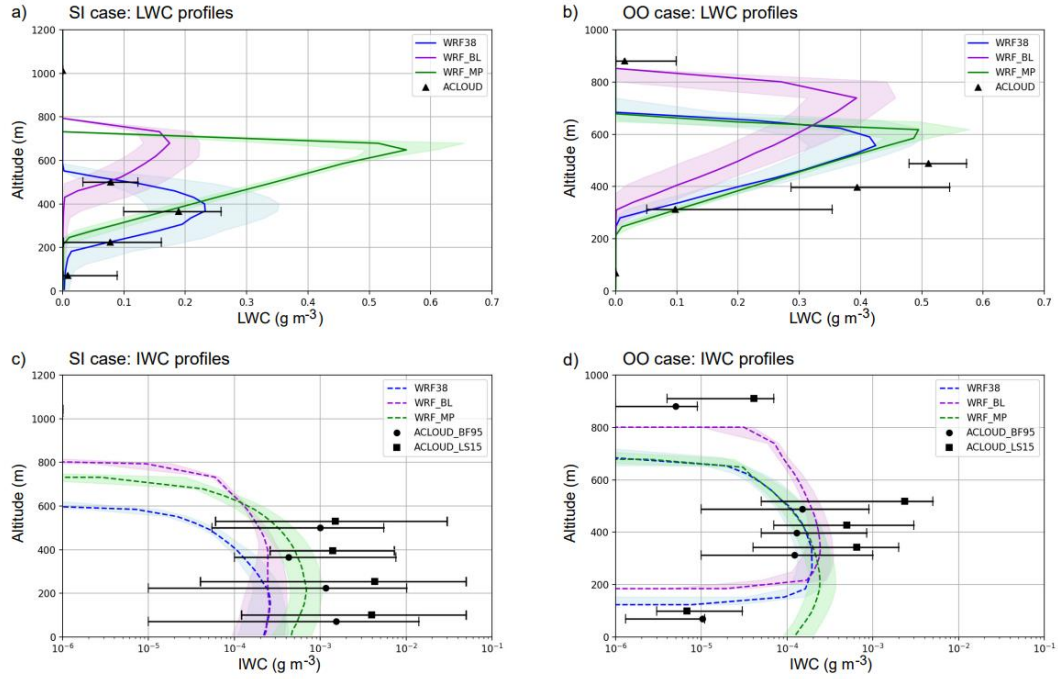 a) SI case: LWC profiles
1200
1000
800
600
400
200
0
Altitude (m)
0.0 0.1 0.2 0.3 0.4 0.5 0.6 0.7
LWC (g m-3)
WRF38
WRF_BL
WRF_MP
ACLOUD
b) OO case: LWC profiles
1000
800
600
400
200
0
Altitude (m)
0.0 0.1 0.2 0.3 0.4 0.5 0.6 0.7
LWC (g m-3)
WRF38
WRF_BL
WRF_MP
ACLOUD
c) SI case: IWC profiles
1200
1000
800
600
400
200
0
Altitude (m)
10-6 10-5 10-4 10-3 10-2 10-1
IWC (g m-3)
WRF38
WRF_BL
WRF_MP
ACLOUD_BF95
ACLOUD_LS15
d) OO case: IWC profiles
1000
800
600
400
200
0
Altitude (m)
10-6 10-5 10-4 10-3 10-2 10-1
IWC (g m-3)
WRF38
WRF_BL
WRF_MP
ACLOUD_BF95
ACLOUD_LS15